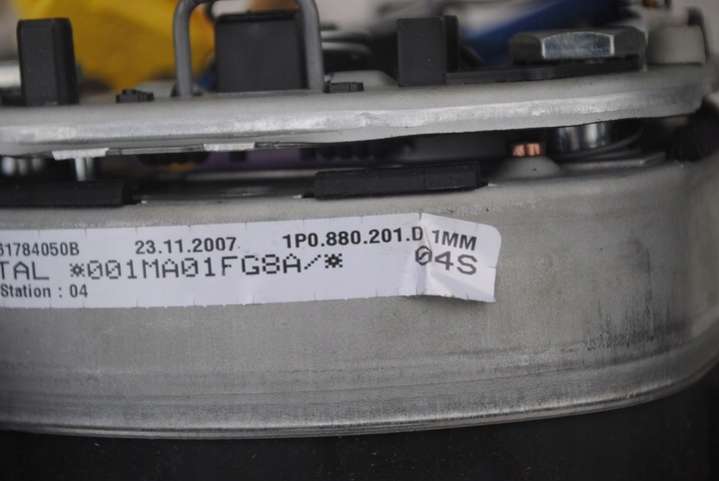 61784050B 23.11.2007 1P0.880.201.D 1MM
TAL *001MA01FG8A/* 04S
Station : 04